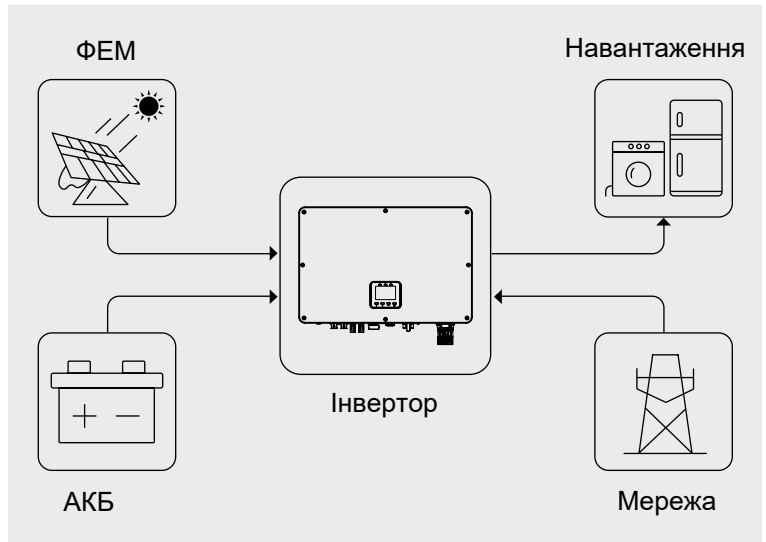 ФЕМ
Навантаження
Інвертор
АКБ
Мережа